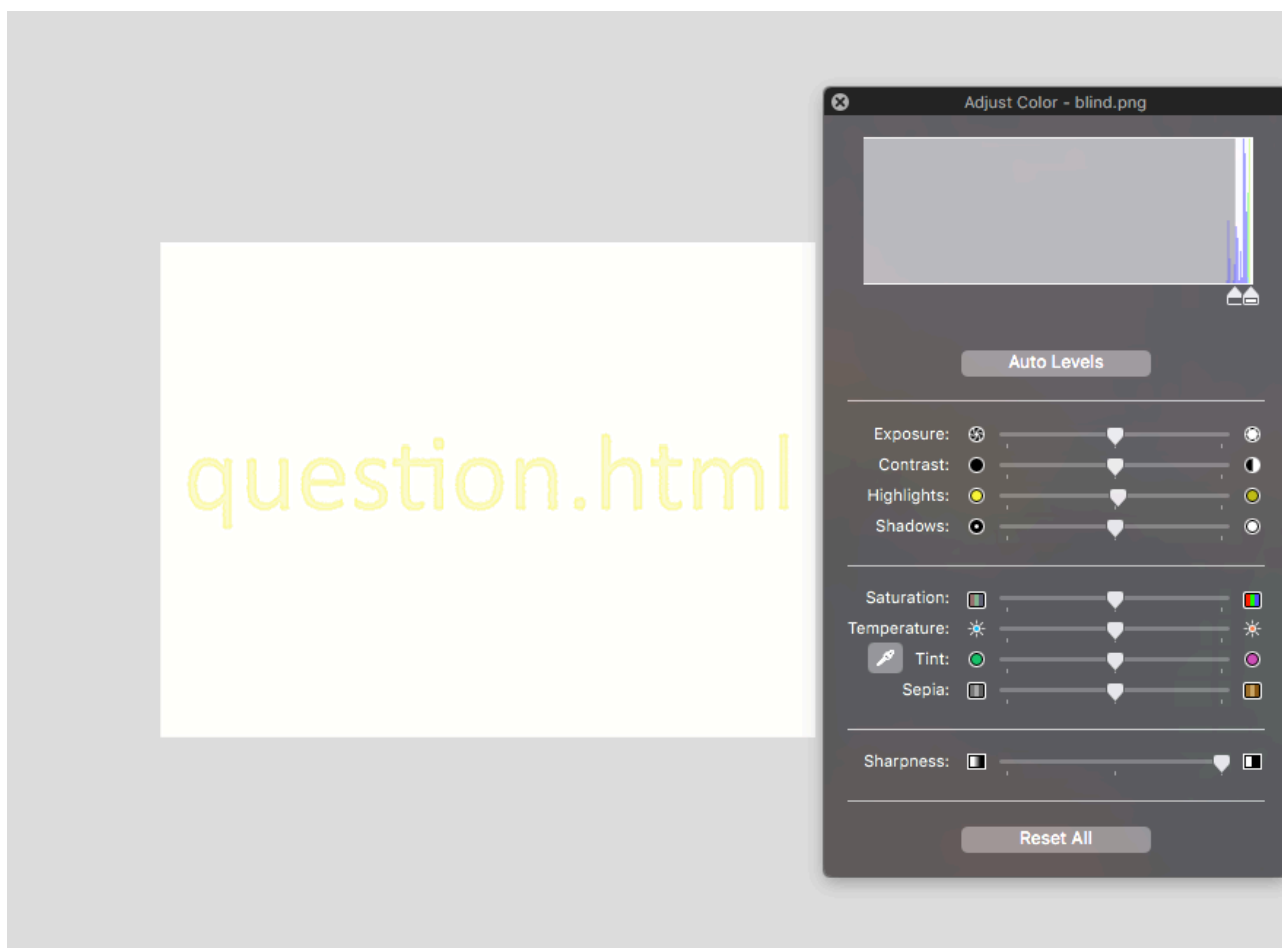 Adjust Color - blind.png
question.html
Auto Levels
Exposure:
Contrast:
Highlights:
Shadows:
Saturation:
Temperature:
Tint:
Sepia:
Sharpness:
Reset All